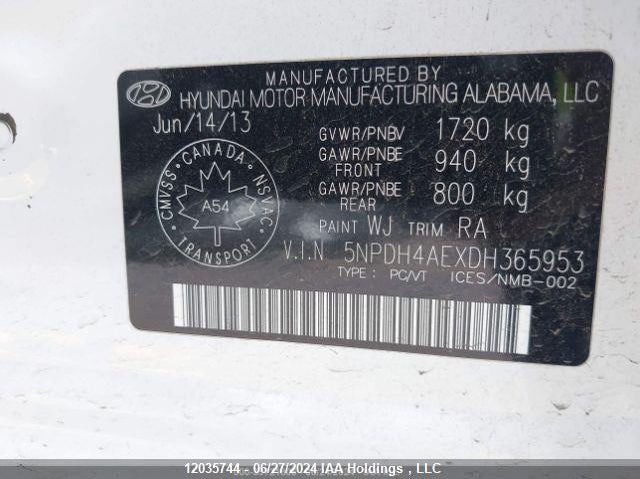 MANUFACTURED BY
HYUNDAI MOTOR MANUFACTURING ALABAMA, LLC
Jun/14/13
GVWR/PNBV 1720 kg
GAWR/PNBE FRONT 940 kg
GAWR/PNBE REAR 800 kg
CMVSS · CANADA · NSVAC
A54
TRANSPORT
PAINT WJ TRIM RA
V.I.N 5NPDH4AEXDH365953
TYPE : PC/VT ICES/NMB-002
12035744 - 06/27/2024 IAA Holdings , LLC